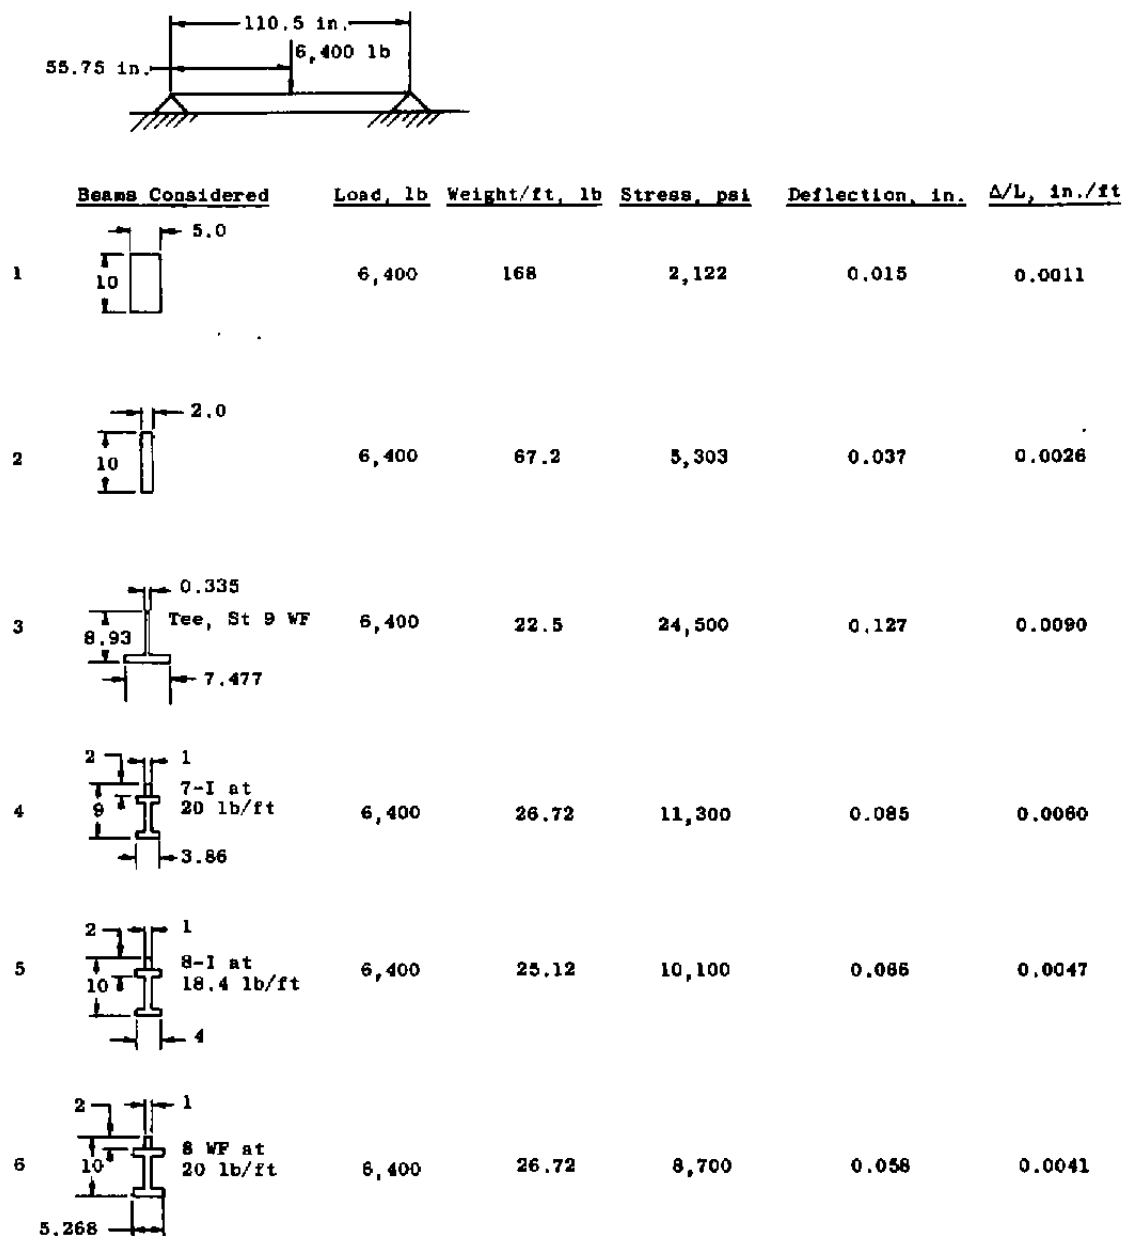 110.5 in.
6,400 lb
55.75 in.
Beams Considered Load, lb Weight/ft, lb Stress, psi Deflection, in. Δ/L, in./ft
5.0
1 10 6,400 168 2,122 0.015 0.0011
2.0
2 10 6,400 67.2 5,303 0.037 0.0026
0.335
Tee, St 9 WF
3 8.93 6,400 22.5 24,500 0.127 0.0090
7.477
2 1
7-I at
4 9 20 lb/ft 6,400 26.72 11,300 0.085 0.0060
3.86
2 1
8-I at
5 10 18.4 lb/ft 6,400 25.12 10,100 0.066 0.0047
4
2 1
8 WF at
6 10 20 lb/ft 6,400 26.72 8,700 0.058 0.0041
5.268